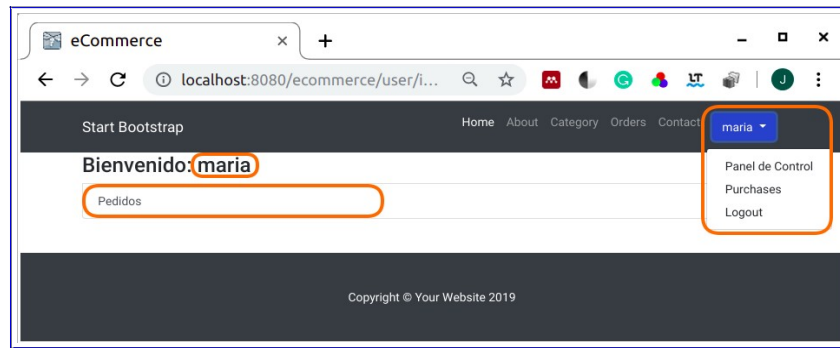 eCommerce
localhost:8080/ecommerce/user/i...
J
Start Bootstrap
Home About Category Orders Contact maria
Bienvenido: maria
Panel de Control
Purchases
Logout
Pedidos
Copyright © Your Website 2019